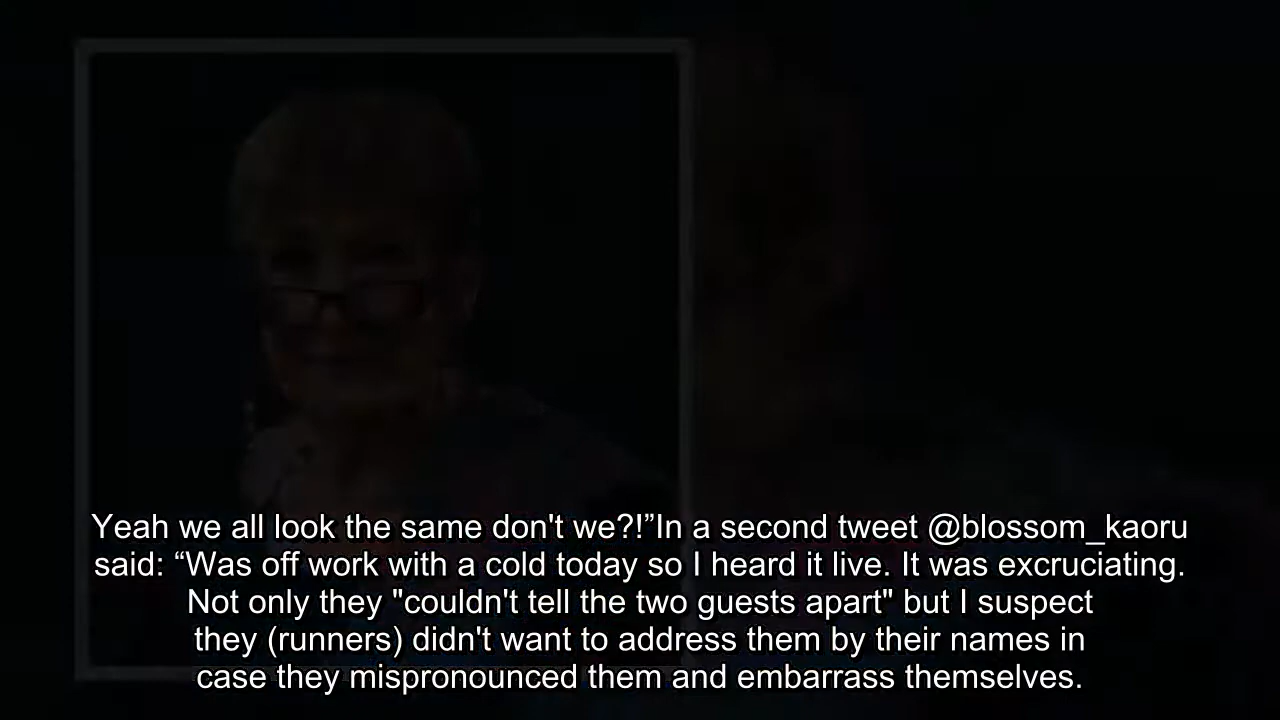 Yeah we all look the same don't we?!”In a second tweet @blossom_kaoru
said: “Was off work with a cold today so I heard it live. It was excruciating.
Not only they "couldn't tell the two guests apart" but I suspect
they (runners) didn't want to address them by their names in
case they mispronounced them and embarrass themselves.